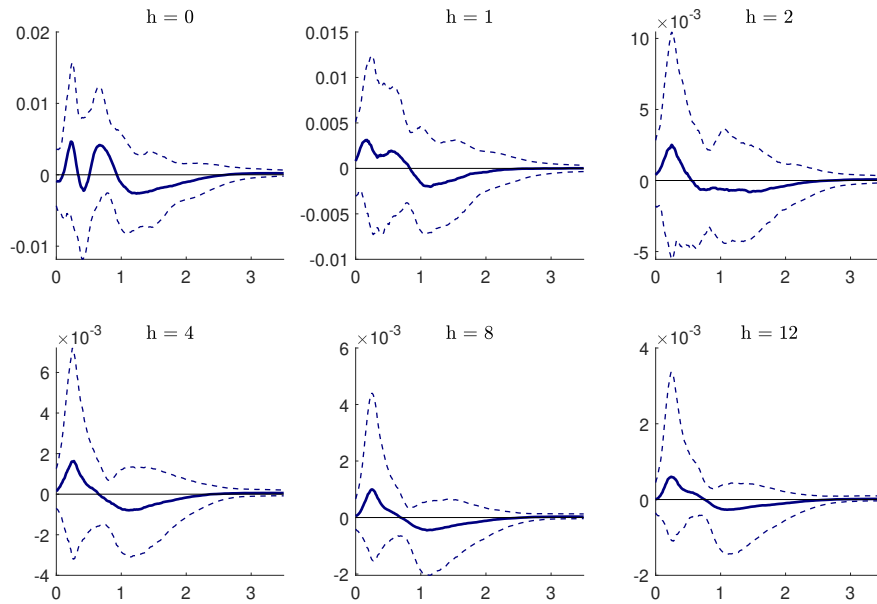 h = 0
h = 1
h = 2
0.02
0.01
0
-0.01
0 1 2 3
0.015
0.01
0.005
0
-0.005
-0.01
0 1 2 3
×10⁻³
10
5
0
-5
0 1 2 3
h = 4
h = 8
h = 12
×10⁻³
6
4
2
0
-2
-4
0 1 2 3
×10⁻³
6
4
2
0
-2
0 1 2 3
×10⁻³
4
2
0
-2
0 1 2 3